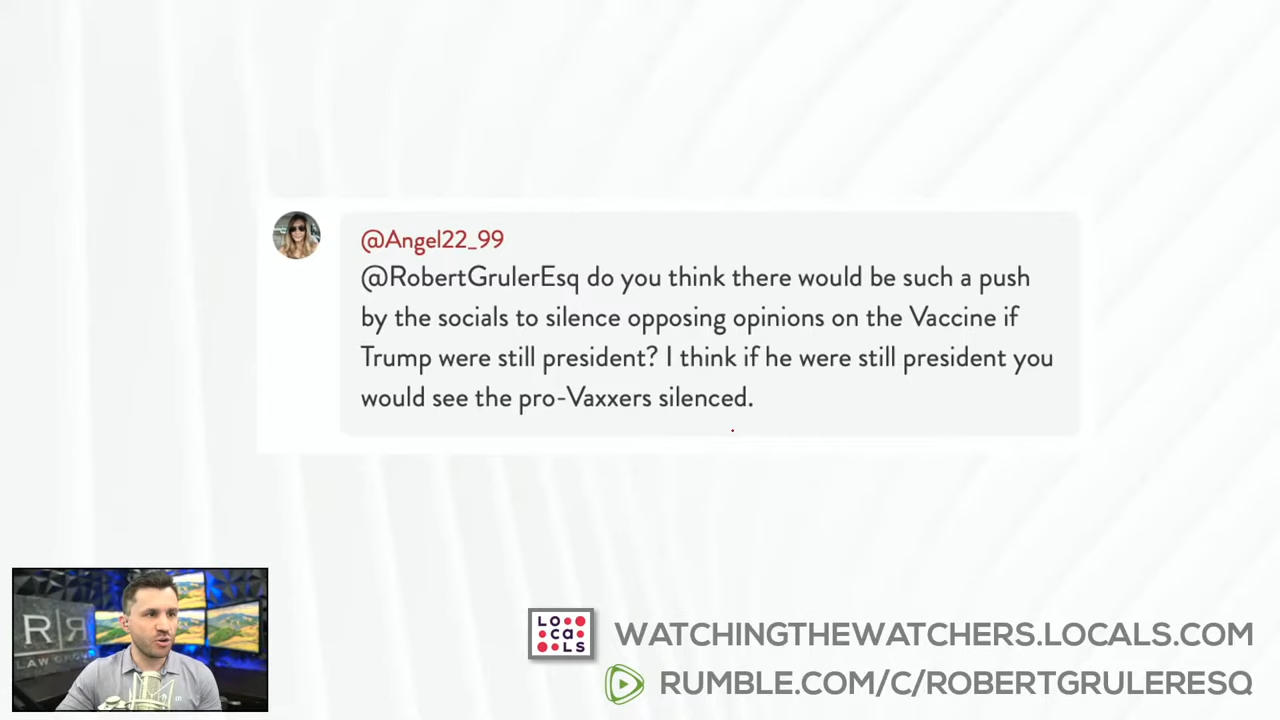 @Angel22_99
@RobertGrulerEsq do you think there would be such a push
by the socials to silence opposing opinions on the Vaccine if
Trump were still president? I think if he were still president you
would see the pro-Vaxxers silenced.
R R
LAW GROUP
LO
ca
LS
WATCHINGTHEWATCHERS.LOCALS.COM
RUMBLE.COM/C/ROBERTGRULERESQ